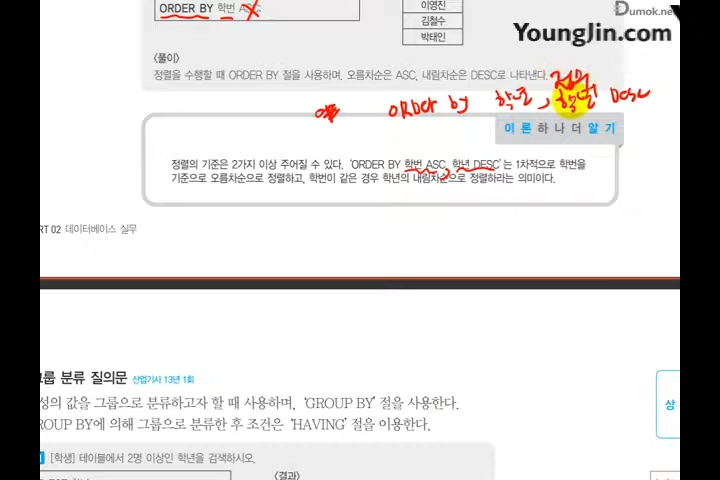 ORDER BY 학번 ASC
이영진
김철수
박태인
Dumok.ne
YoungJin.com
<풀이>
정렬을 수행할 때 ORDER BY 절을 사용하며, 오름차순은 ASC, 내림차순은 DESC로 나타낸다.
ORDer by 학년, 학번 Desc
이론 하나 더 알기
정렬의 기준은 2가지 이상 주어질 수 있다. 'ORDER BY 학번 ASC, 학년 DESC'는 1차적으로 학번을
기준으로 오름차순으로 정렬하고, 학번이 같은 경우 학년의 내림차순으로 정렬하라는 의미이다.
RT 02 데이터베이스 실무
그룹 분류 질의문 산업기사 13년 1회
성의 값을 그룹으로 분류하고자 할 때 사용하며, 'GROUP BY' 절을 사용한다.
ROUP BY에 의해 그룹으로 분류한 후 조건은 'HAVING' 절을 이용한다.
상
[학생] 테이블에서 2명 이상인 학년을 검색하시오.
<결과>